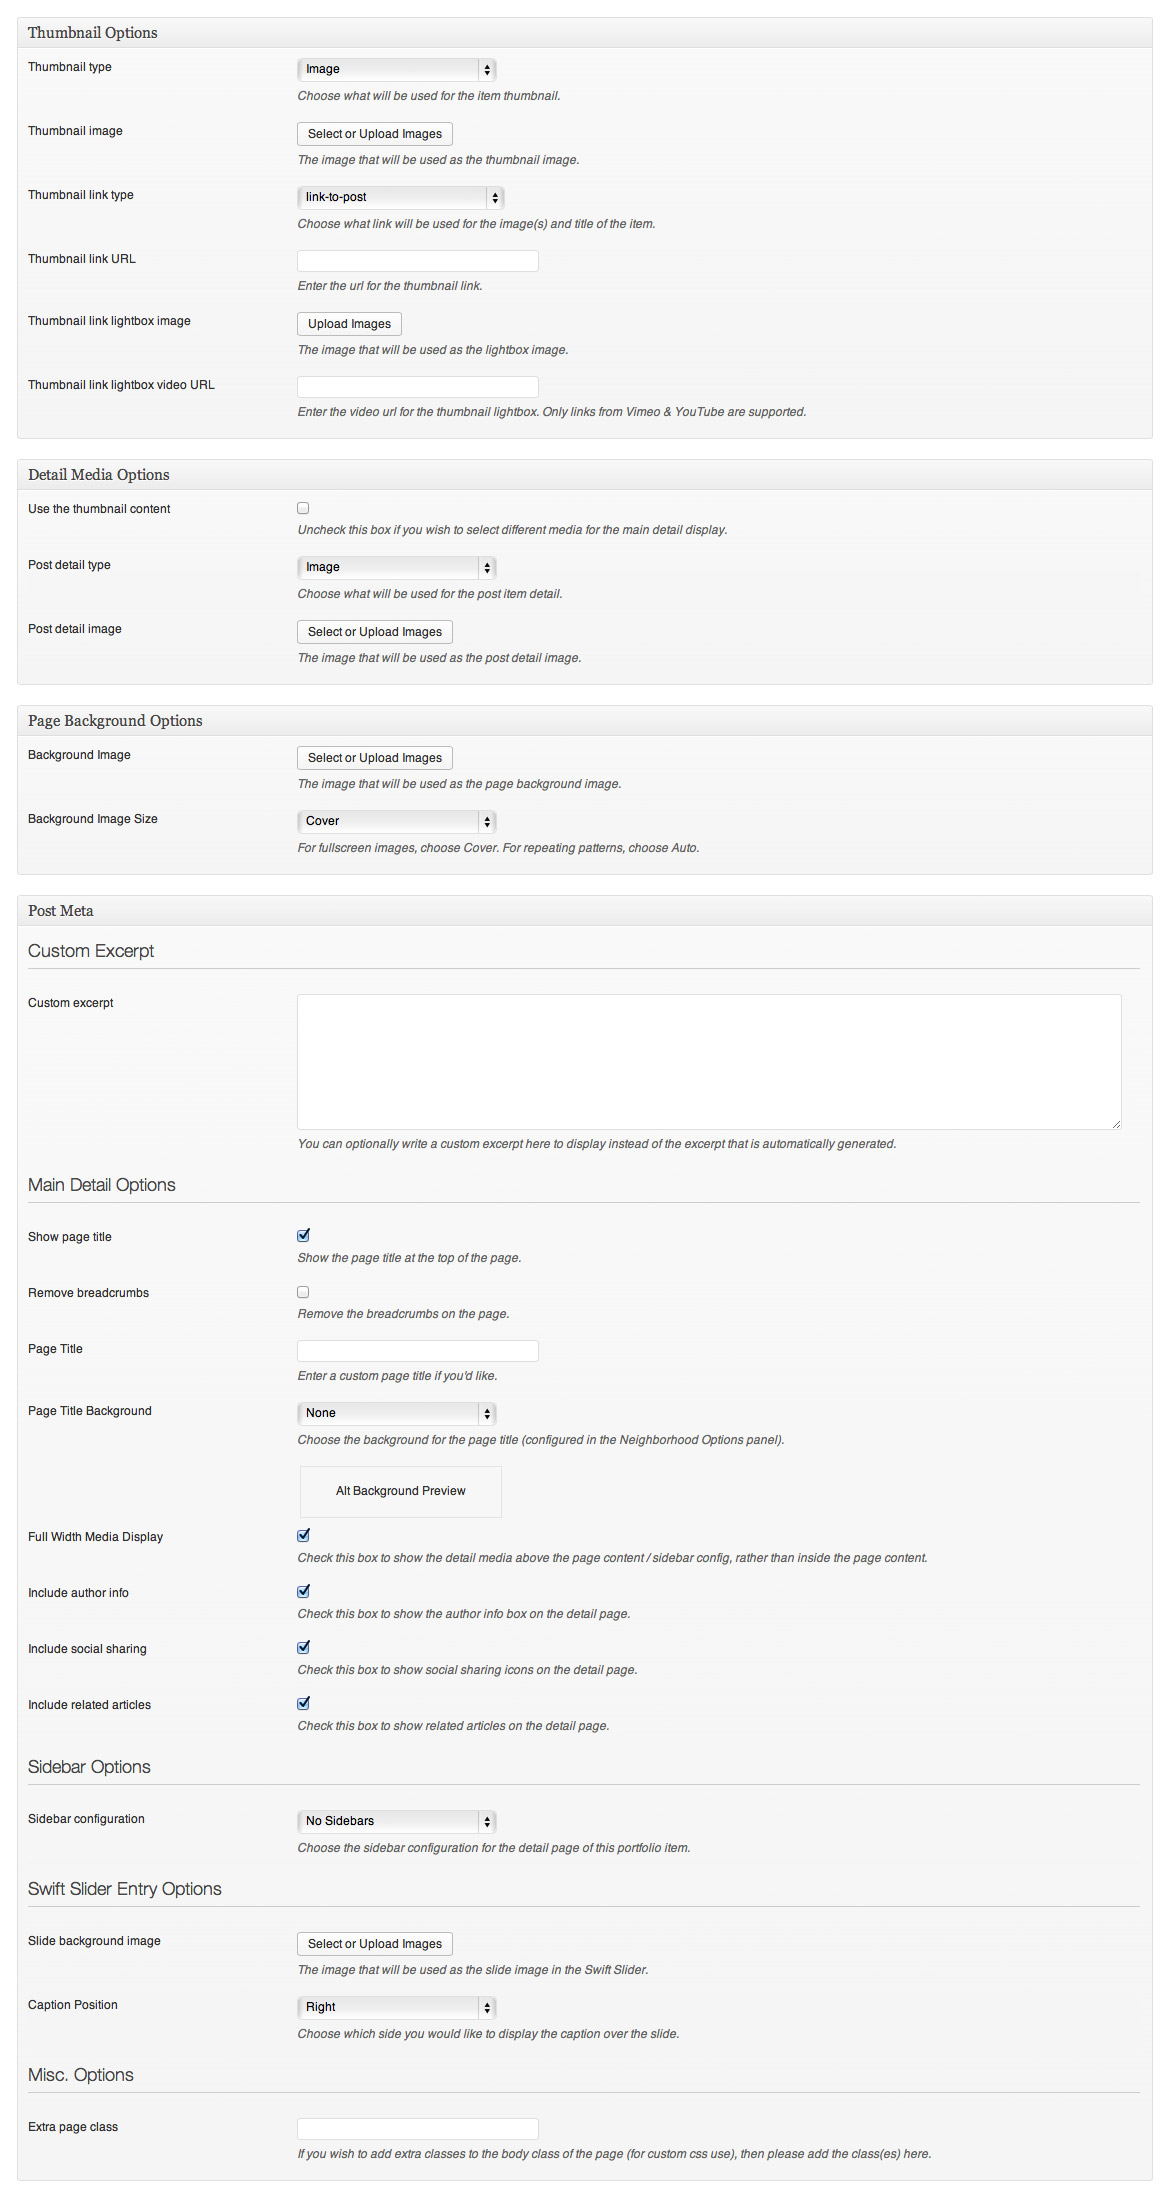 Thumbnail Options
Thumbnail type
Image
Choose what will be used for the item thumbnail.
Thumbnail image
Select or Upload Images
The image that will be used as the thumbnail image.
Thumbnail link type
link-to-post
Choose what link will be used for the image(s) and title of the item.
Thumbnail link URL
Enter the url for the thumbnail link.
Thumbnail link lightbox image
Upload Images
The image that will be used as the lightbox image.
Thumbnail link lightbox video URL
Enter the video url for the thumbnail lightbox. Only links from Vimeo & YouTube are supported.
Detail Media Options
Use the thumbnail content
Uncheck this box if you wish to select different media for the main detail display.
Post detail type
Image
Choose what will be used for the post item detail.
Post detail image
Select or Upload Images
The image that will be used as the post detail image.
Page Background Options
Background Image
Select or Upload Images
The image that will be used as the page background image.
Background Image Size
Cover
For fullscreen images, choose Cover. For repeating patterns, choose Auto.
Post Meta
Custom Excerpt
Custom excerpt
You can optionally write a custom excerpt here to display instead of the excerpt that is automatically generated.
Main Detail Options
Show page title
Show the page title at the top of the page.
Remove breadcrumbs
Remove the breadcrumbs on the page.
Page Title
Enter a custom page title if you'd like.
Page Title Background
None
Choose the background for the page title (configured in the Neighborhood Options panel).
Alt Background Preview
Full Width Media Display
Check this box to show the detail media above the page content / sidebar config, rather than inside the page content.
Include author info
Check this box to show the author info box on the detail page.
Include social sharing
Check this box to show social sharing icons on the detail page.
Include related articles
Check this box to show related articles on the detail page.
Sidebar Options
Sidebar configuration
No Sidebars
Choose the sidebar configuration for the detail page of this portfolio item.
Swift Slider Entry Options
Slide background image
Select or Upload Images
The image that will be used as the slide image in the Swift Slider.
Caption Position
Right
Choose which side you would like to display the caption over the slide.
Misc. Options
Extra page class
If you wish to add extra classes to the body class of the page (for custom css use), then please add the class(es) here.